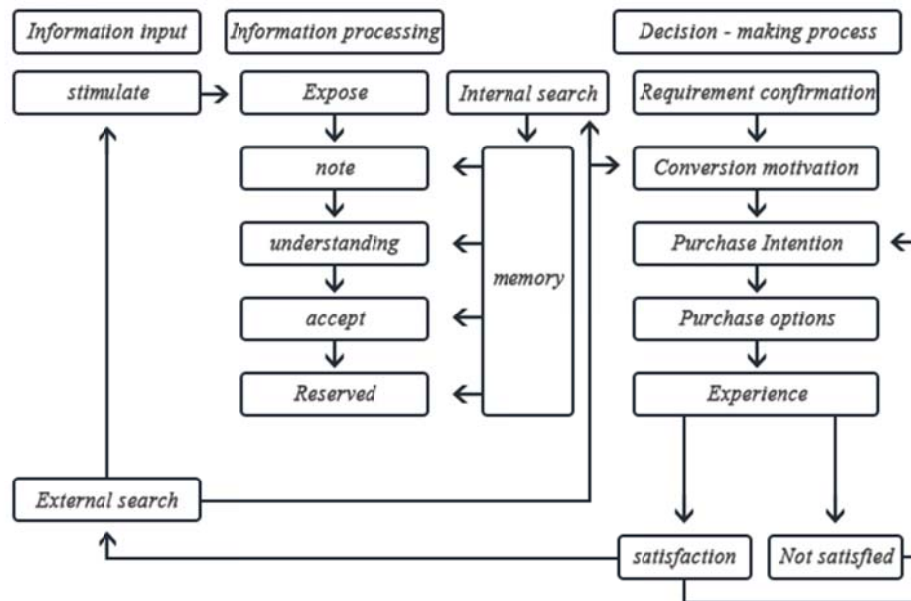 Information input
Information processing
Decision - making process
stimulate
Expose
Internal search
Requirement confirmation
note
Conversion motivation
understanding
Purchase Intention
memory
accept
Purchase options
Reserved
Experience
External search
satisfaction
Not satisfied